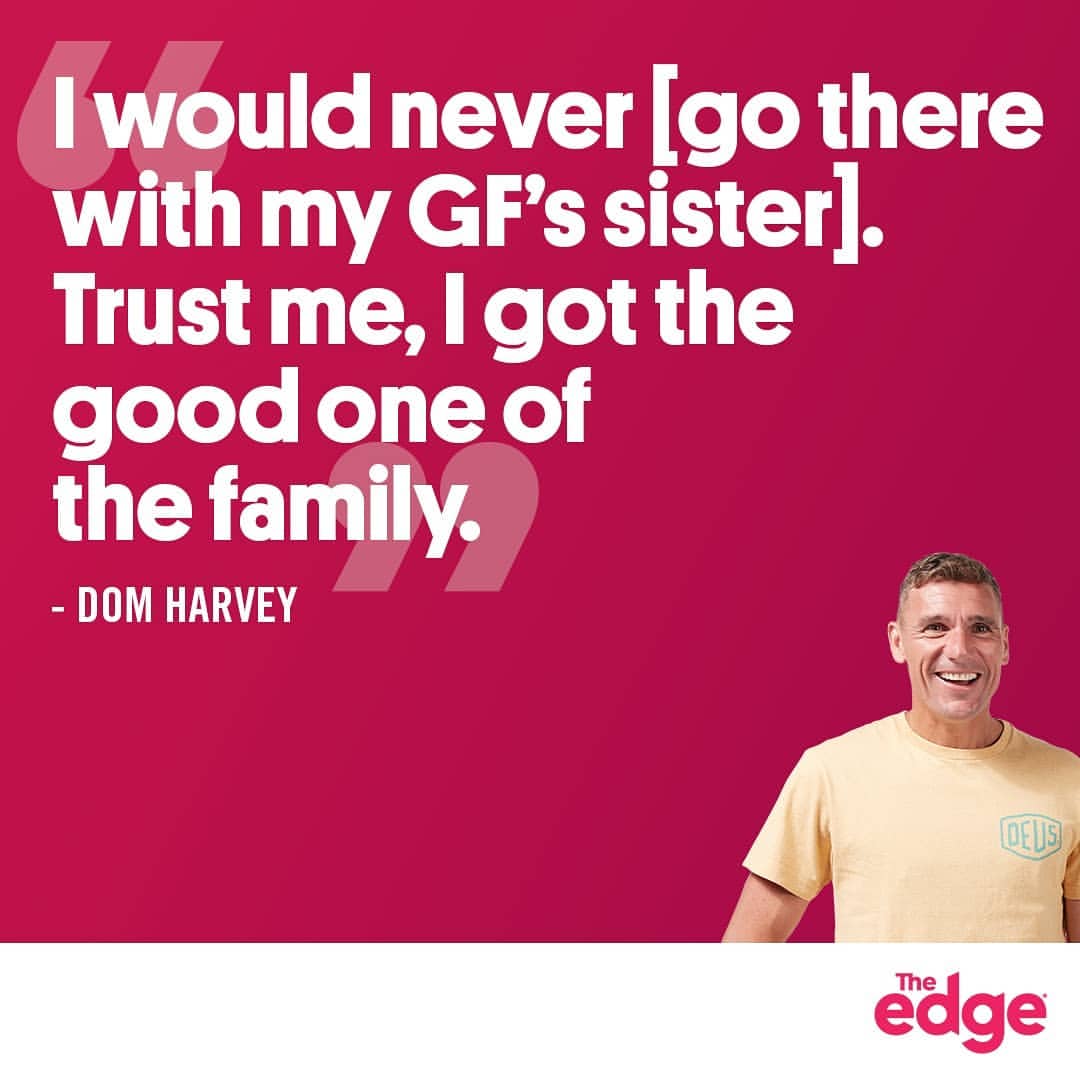 I would never [go there
with my GF's sister].
Trust me, I got the
good one of
the family.
- DOM HARVEY
DEUS
The
edge